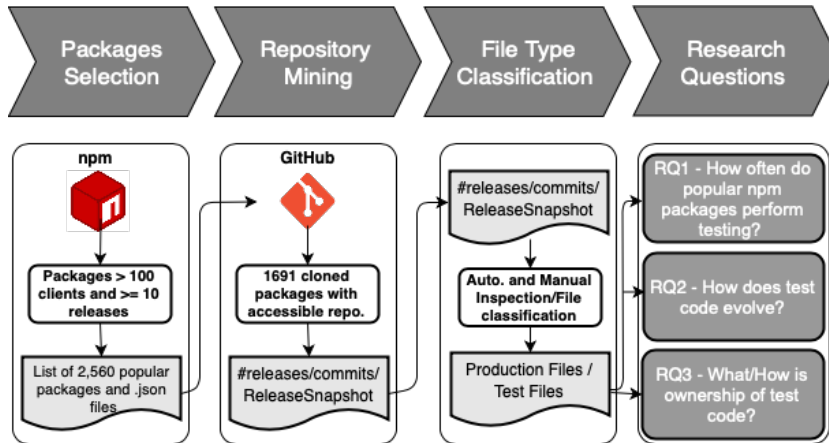 Packages
Selection
Repository
Mining
File Type
Classification
Research
Questions
npm
Packages > 100
clients and >= 10
releases
List of 2,560 popular
packages and .json
files
GitHub
1691 cloned
packages with
accessible repo.
#releases/commits/
ReleaseSnapshot
#releases/commits/
ReleaseSnapshot
Auto. and Manual
Inspection/File
classification
Production Files /
Test Files
RQ1 - How often do
popular npm
packages perform
testing?
RQ2 - How does test
code evolve?
RQ3 - What/How is
ownership of test
code?